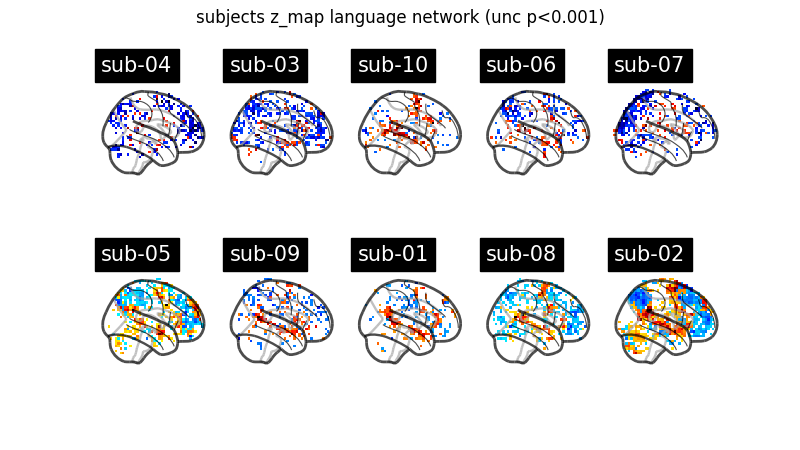 subjects z_map language network (unc p<0.001)
sub-04 sub-03 sub-10 sub-06 sub-07
sub-05 sub-09 sub-01 sub-08 sub-02